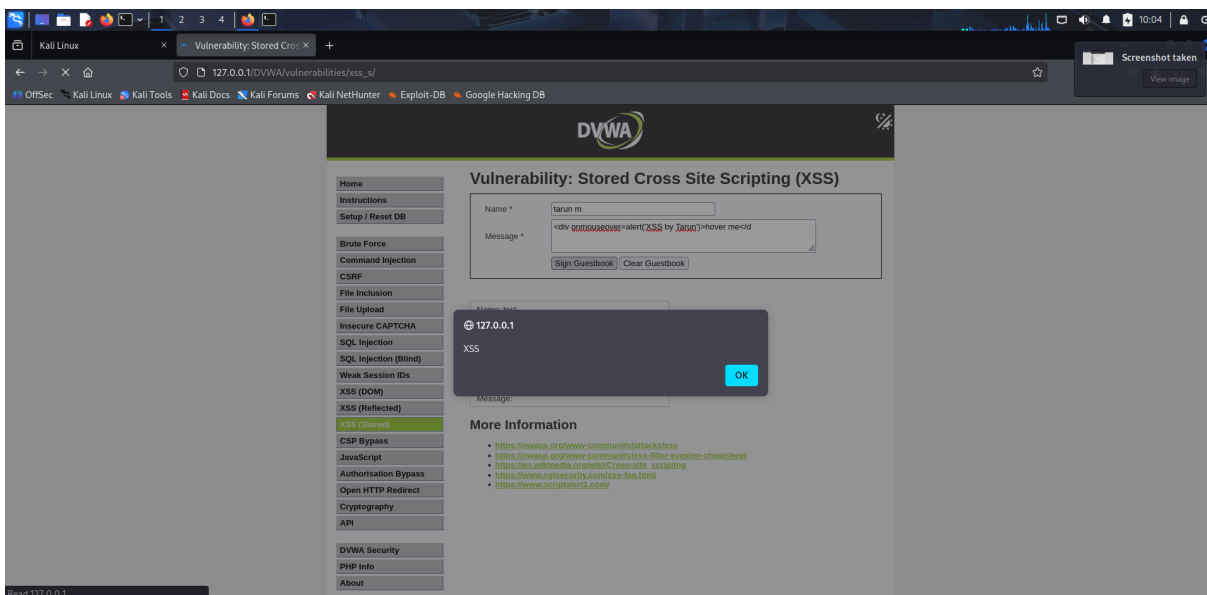 1 2 3 4
10:04
Kali Linux
Vulnerability: Stored Cros
Screenshot taken
View image
127.0.0.1/DVWA/vulnerabilities/xss_s/
OffSec Kali Linux Kali Tools Kali Docs Kali Forums Kali NetHunter Exploit-DB Google Hacking DB
DVWA
Vulnerability: Stored Cross Site Scripting (XSS)
Home
Instructions
Setup / Reset DB
Brute Force
Command Injection
CSRF
File Inclusion
File Upload
Insecure CAPTCHA
SQL Injection
SQL Injection (Blind)
Weak Session IDs
XSS (DOM)
XSS (Reflected)
XSS (Stored)
CSP Bypass
JavaScript
Authorisation Bypass
Open HTTP Redirect
Cryptography
API
DVWA Security
PHP Info
About
Name * tarun m
Message * <div onmouseover=alert('XSS by Tarun')>hover me</d
Sign Guestbook Clear Guestbook
Name: test
127.0.0.1
XSS
OK
Message:
More Information
https://owasp.org/www-community/attacks/xss
https://owasp.org/www-community/xss-filter-evasion-cheatsheet
https://en.wikipedia.org/wiki/Cross-site_scripting
https://www.cgisecurity.com/xss-faq.html
https://www.scriptalert1.com/
Read 127.0.0.1